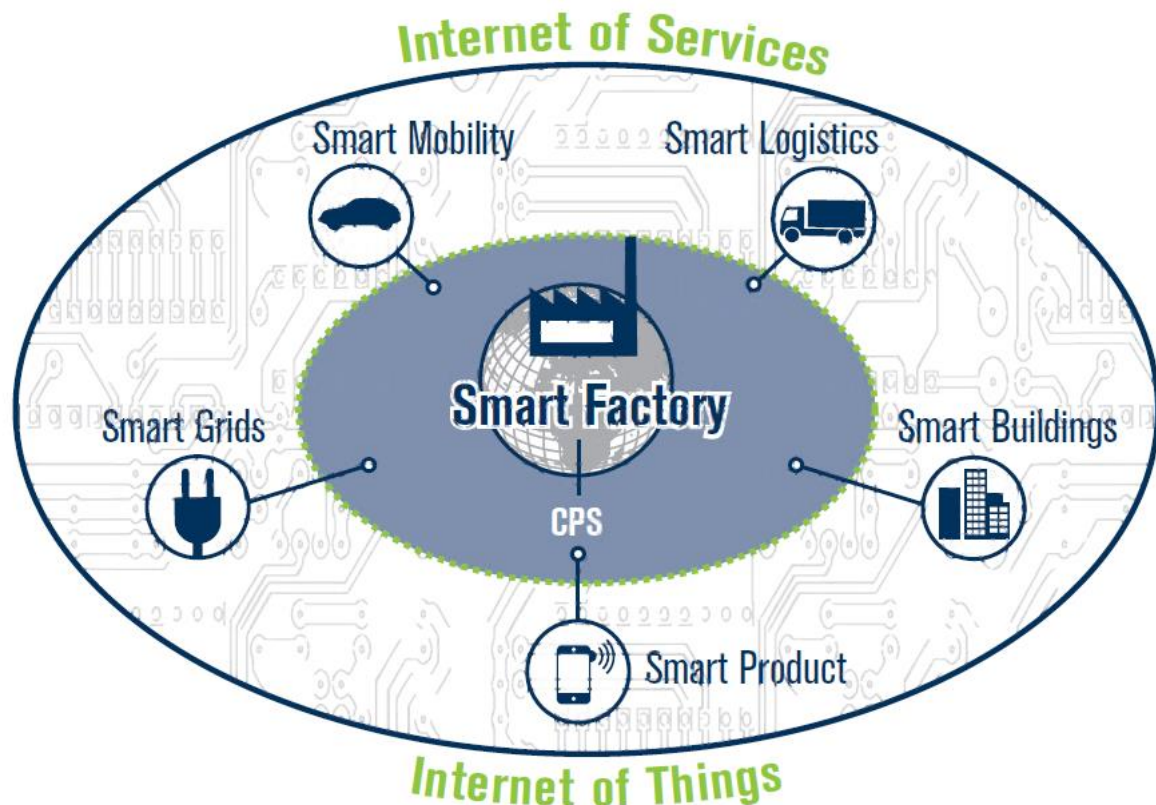 Internet of Services
Smart Mobility
Smart Logistics
Smart Factory
Smart Grids
Smart Buildings
CPS
Smart Product
Internet of Things